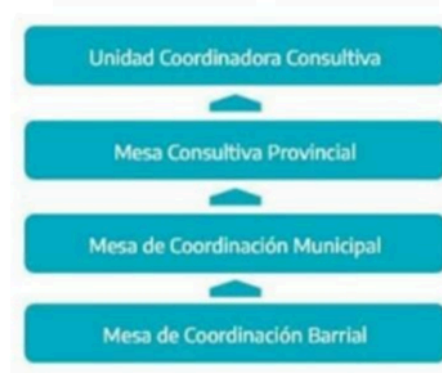 Unidad Coordinadora Consultiva
Mesa Consultiva Provincial
Mesa de Coordinación Municipal
Mesa de Coordinación Barrial